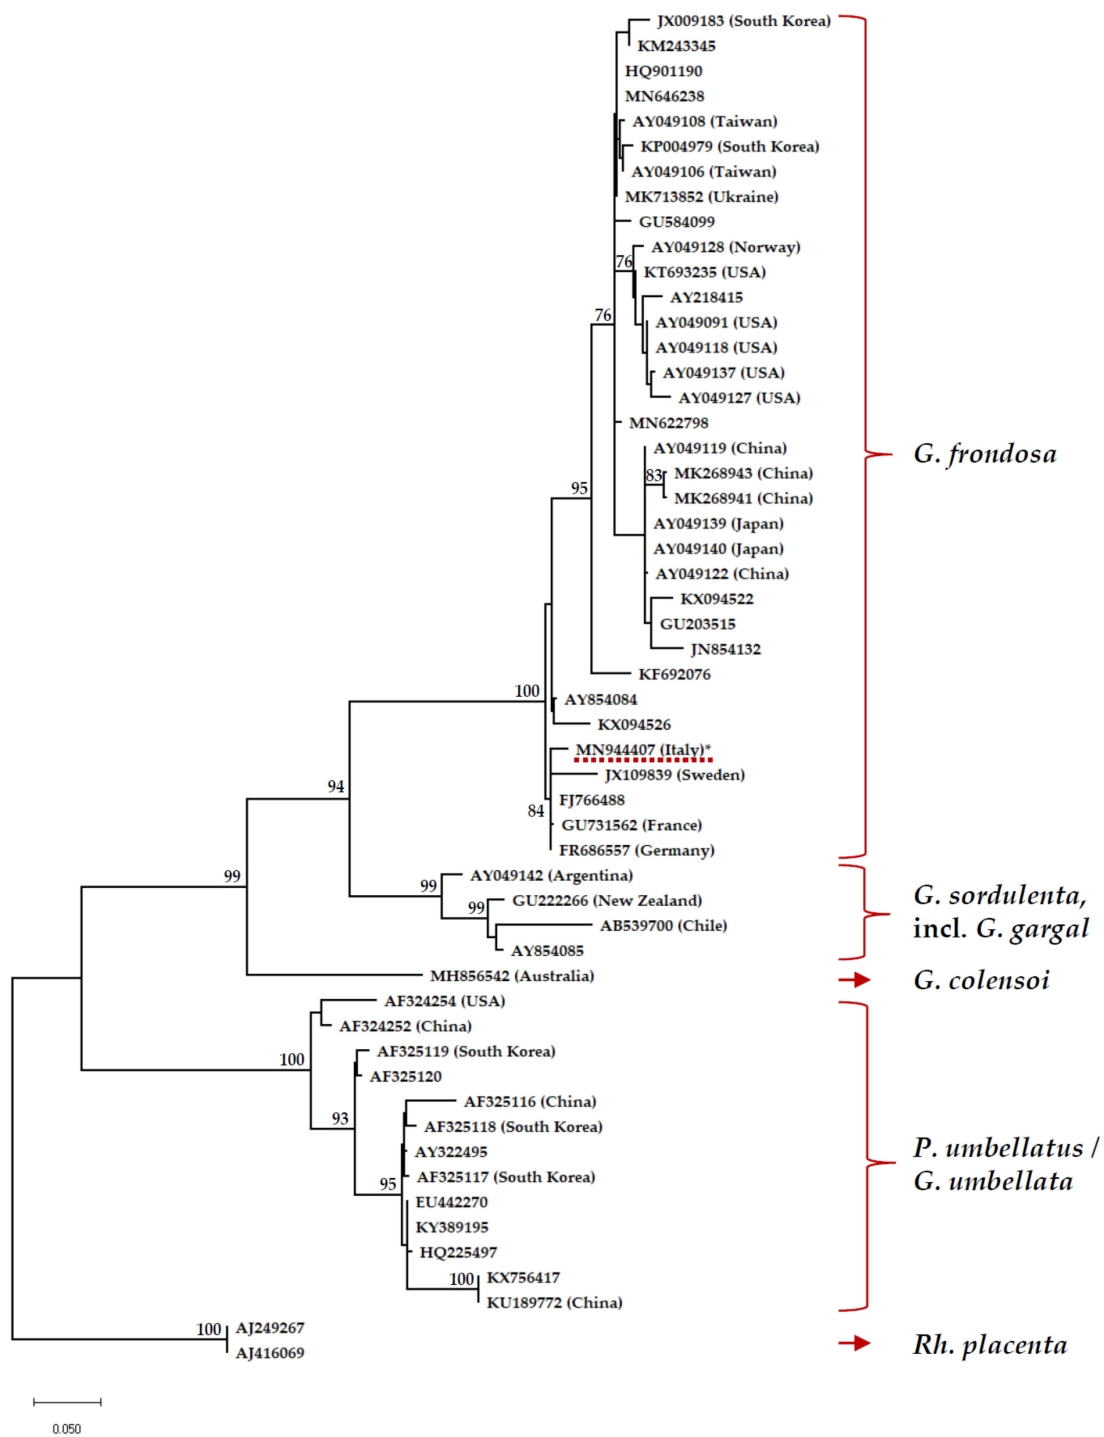 JX009183 (South Korea)
KM243345
HQ901190
MN646238
AY049108 (Taiwan)
KP004979 (South Korea)
AY049106 (Taiwan)
MK713852 (Ukraine)
GU584099
AY049128 (Norway)
76
KT693235 (USA)
AY218415
76
AY049091 (USA)
AY049118 (USA)
AY049137 (USA)
AY049127 (USA)
MN622798
AY049119 (China)
G. frondosa
83
MK268943 (China)
95
MK268941 (China)
AY049139 (Japan)
AY049140 (Japan)
AY049122 (China)
KX094522
GU203515
JN854132
KF692076
100
AY854084
KX094526
MN944407 (Italy)*
JX109839 (Sweden)
94
FJ766488
84
GU731562 (France)
FR686557 (Germany)
99
AY049142 (Argentina)
99
GU222266 (New Zealand)
99
AB539700 (Chile)
AY854085
G. sordulenta,
incl. G. gargal
MH856542 (Australia)
G. colensoi
AF324254 (USA)
AF324252 (China)
100
AF325119 (South Korea)
AF325120
AF325116 (China)
93
AF325118 (South Korea)
AY322495
AF325117 (South Korea)
95
EU442270
KY389195
HQ225497
P. umbellatus /
G. umbellata
100
KX756417
KU189772 (China)
100
AJ249267
AJ416069
Rh. placenta
0.050